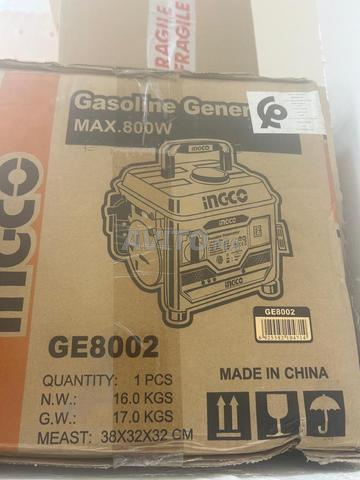 FRAGILE
FRAGILE
Gasoline Gener
MAX.800W
INGCO
INGCO
INGCO
INGCO
GE8002
GE8002
QUANTITY: 1 PCS
N.W.: 16.0 KGS
G.W.: 17.0 KGS
MEAST: 38X32X32 CM
MADE IN CHINA